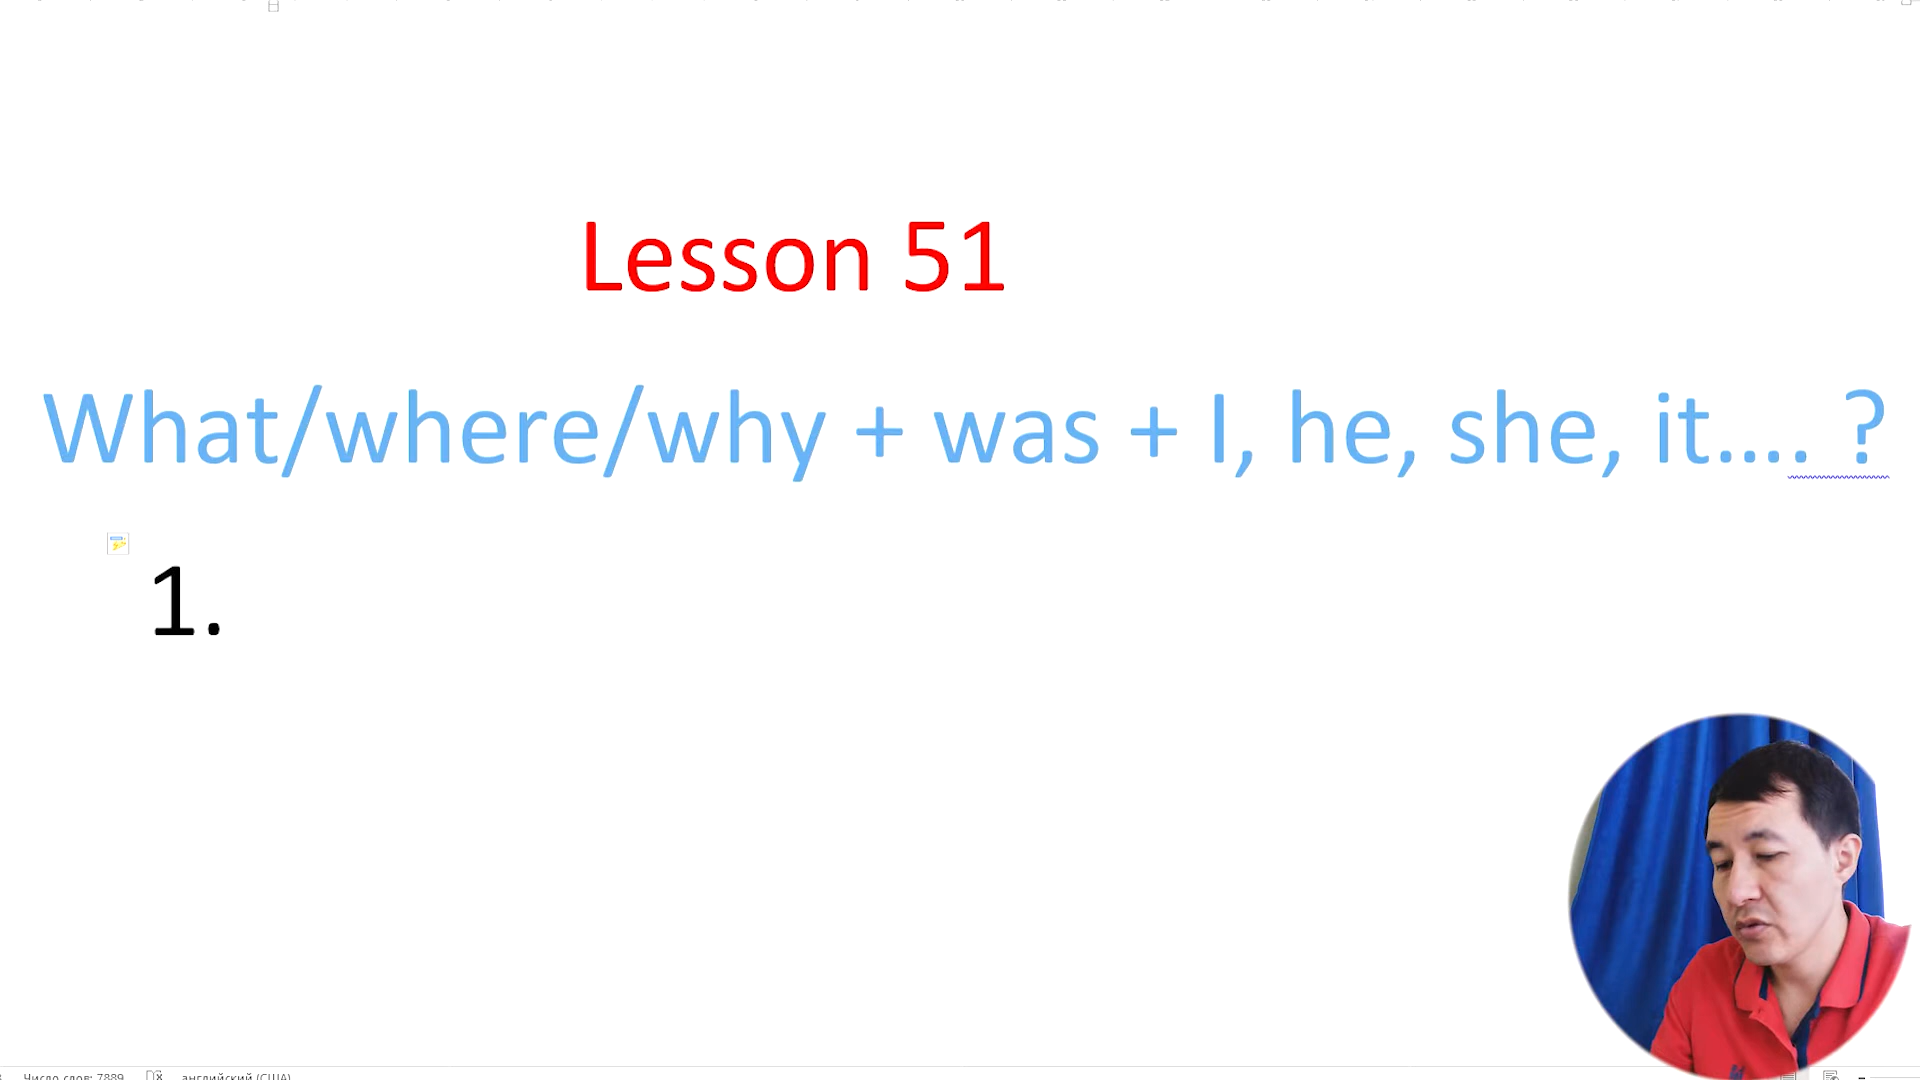 Lesson 51
What/where/why + was + I, he, she, it.... ?
1.
Число слов: 7889 английский (США)